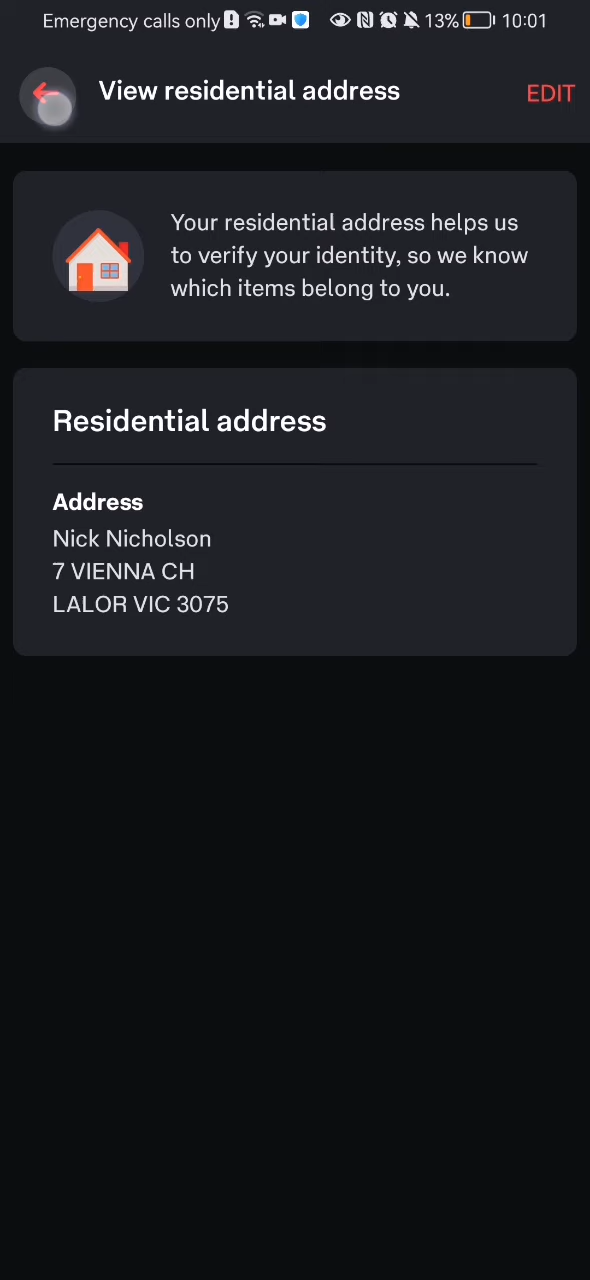 Emergency calls only 13% 10:01
View residential address EDIT
Your residential address helps us
to verify your identity, so we know
which items belong to you.
Residential address
Address
Nick Nicholson
7 VIENNA CH
LALOR VIC 3075